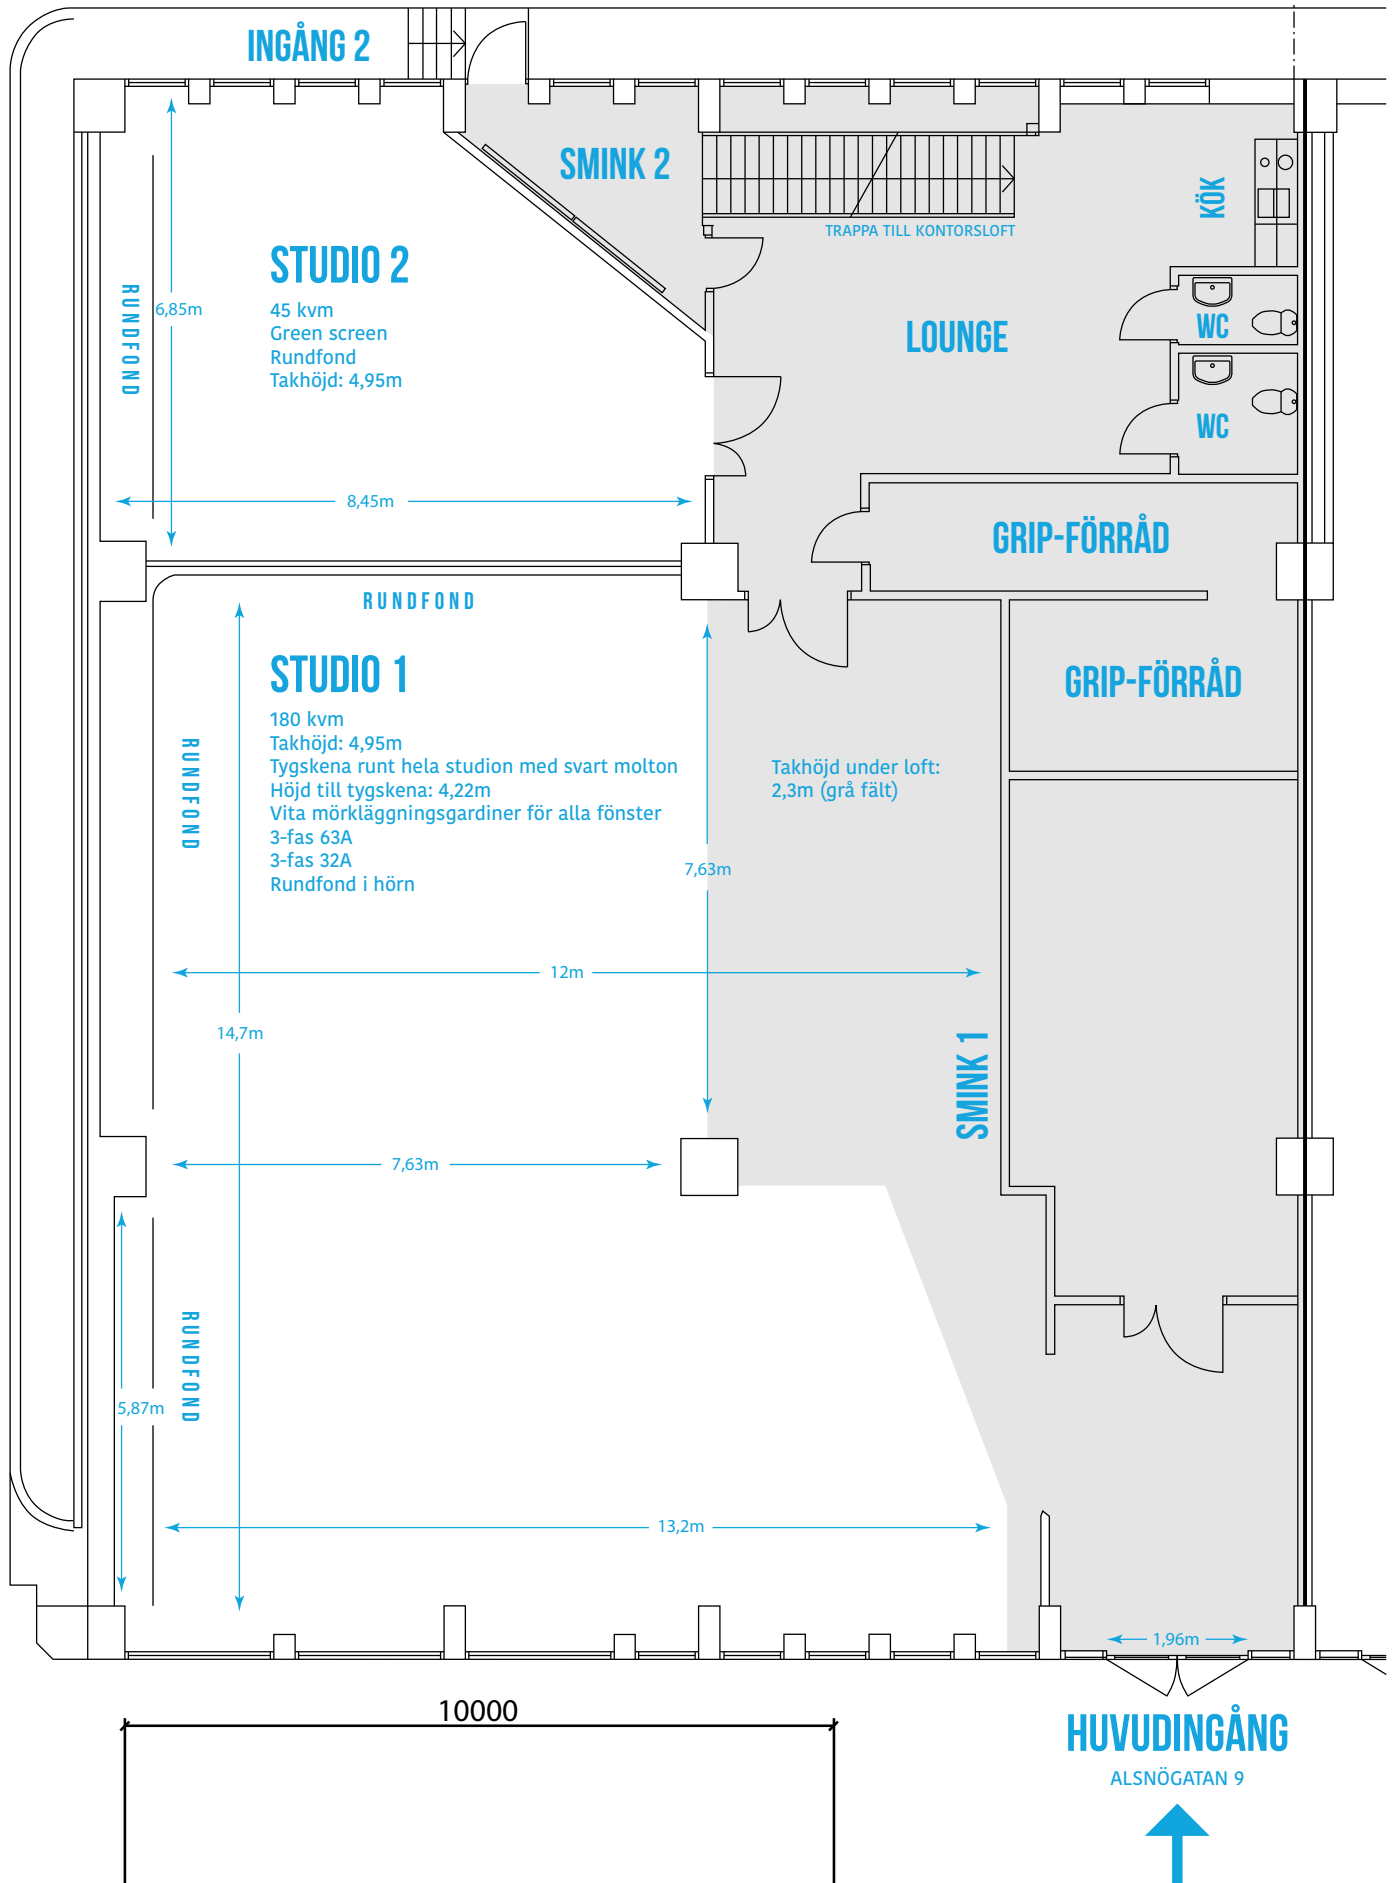 INGÅNG 2
SMINK 2
KÖK
TRAPPA TILL KONTORSLOFT
STUDIO 2
45 kvm
Green screen
Rundfond
Takhöjd: 4,95m
RUNDFOND
6,85m
LOUNGE
WC
WC
8,45m
GRIP-FÖRRÅD
RUNDFOND
STUDIO 1
180 kvm
Takhöjd: 4,95m
Tygskena runt hela studion med svart molton
Höjd till tygskena: 4,22m
Vita mörkläggningsgardiner för alla fönster
3-fas 63A
3-fas 32A
Rundfond i hörn
RUNDFOND
GRIP-FÖRRÅD
Takhöjd under loft:
2,3m (grå fält)
7,63m
12m
14,7m
SMINK 1
7,63m
RUNDFOND
5,87m
13,2m
1,96m
10000
HUVUDINGÅNG
ALSNÖGATAN 9